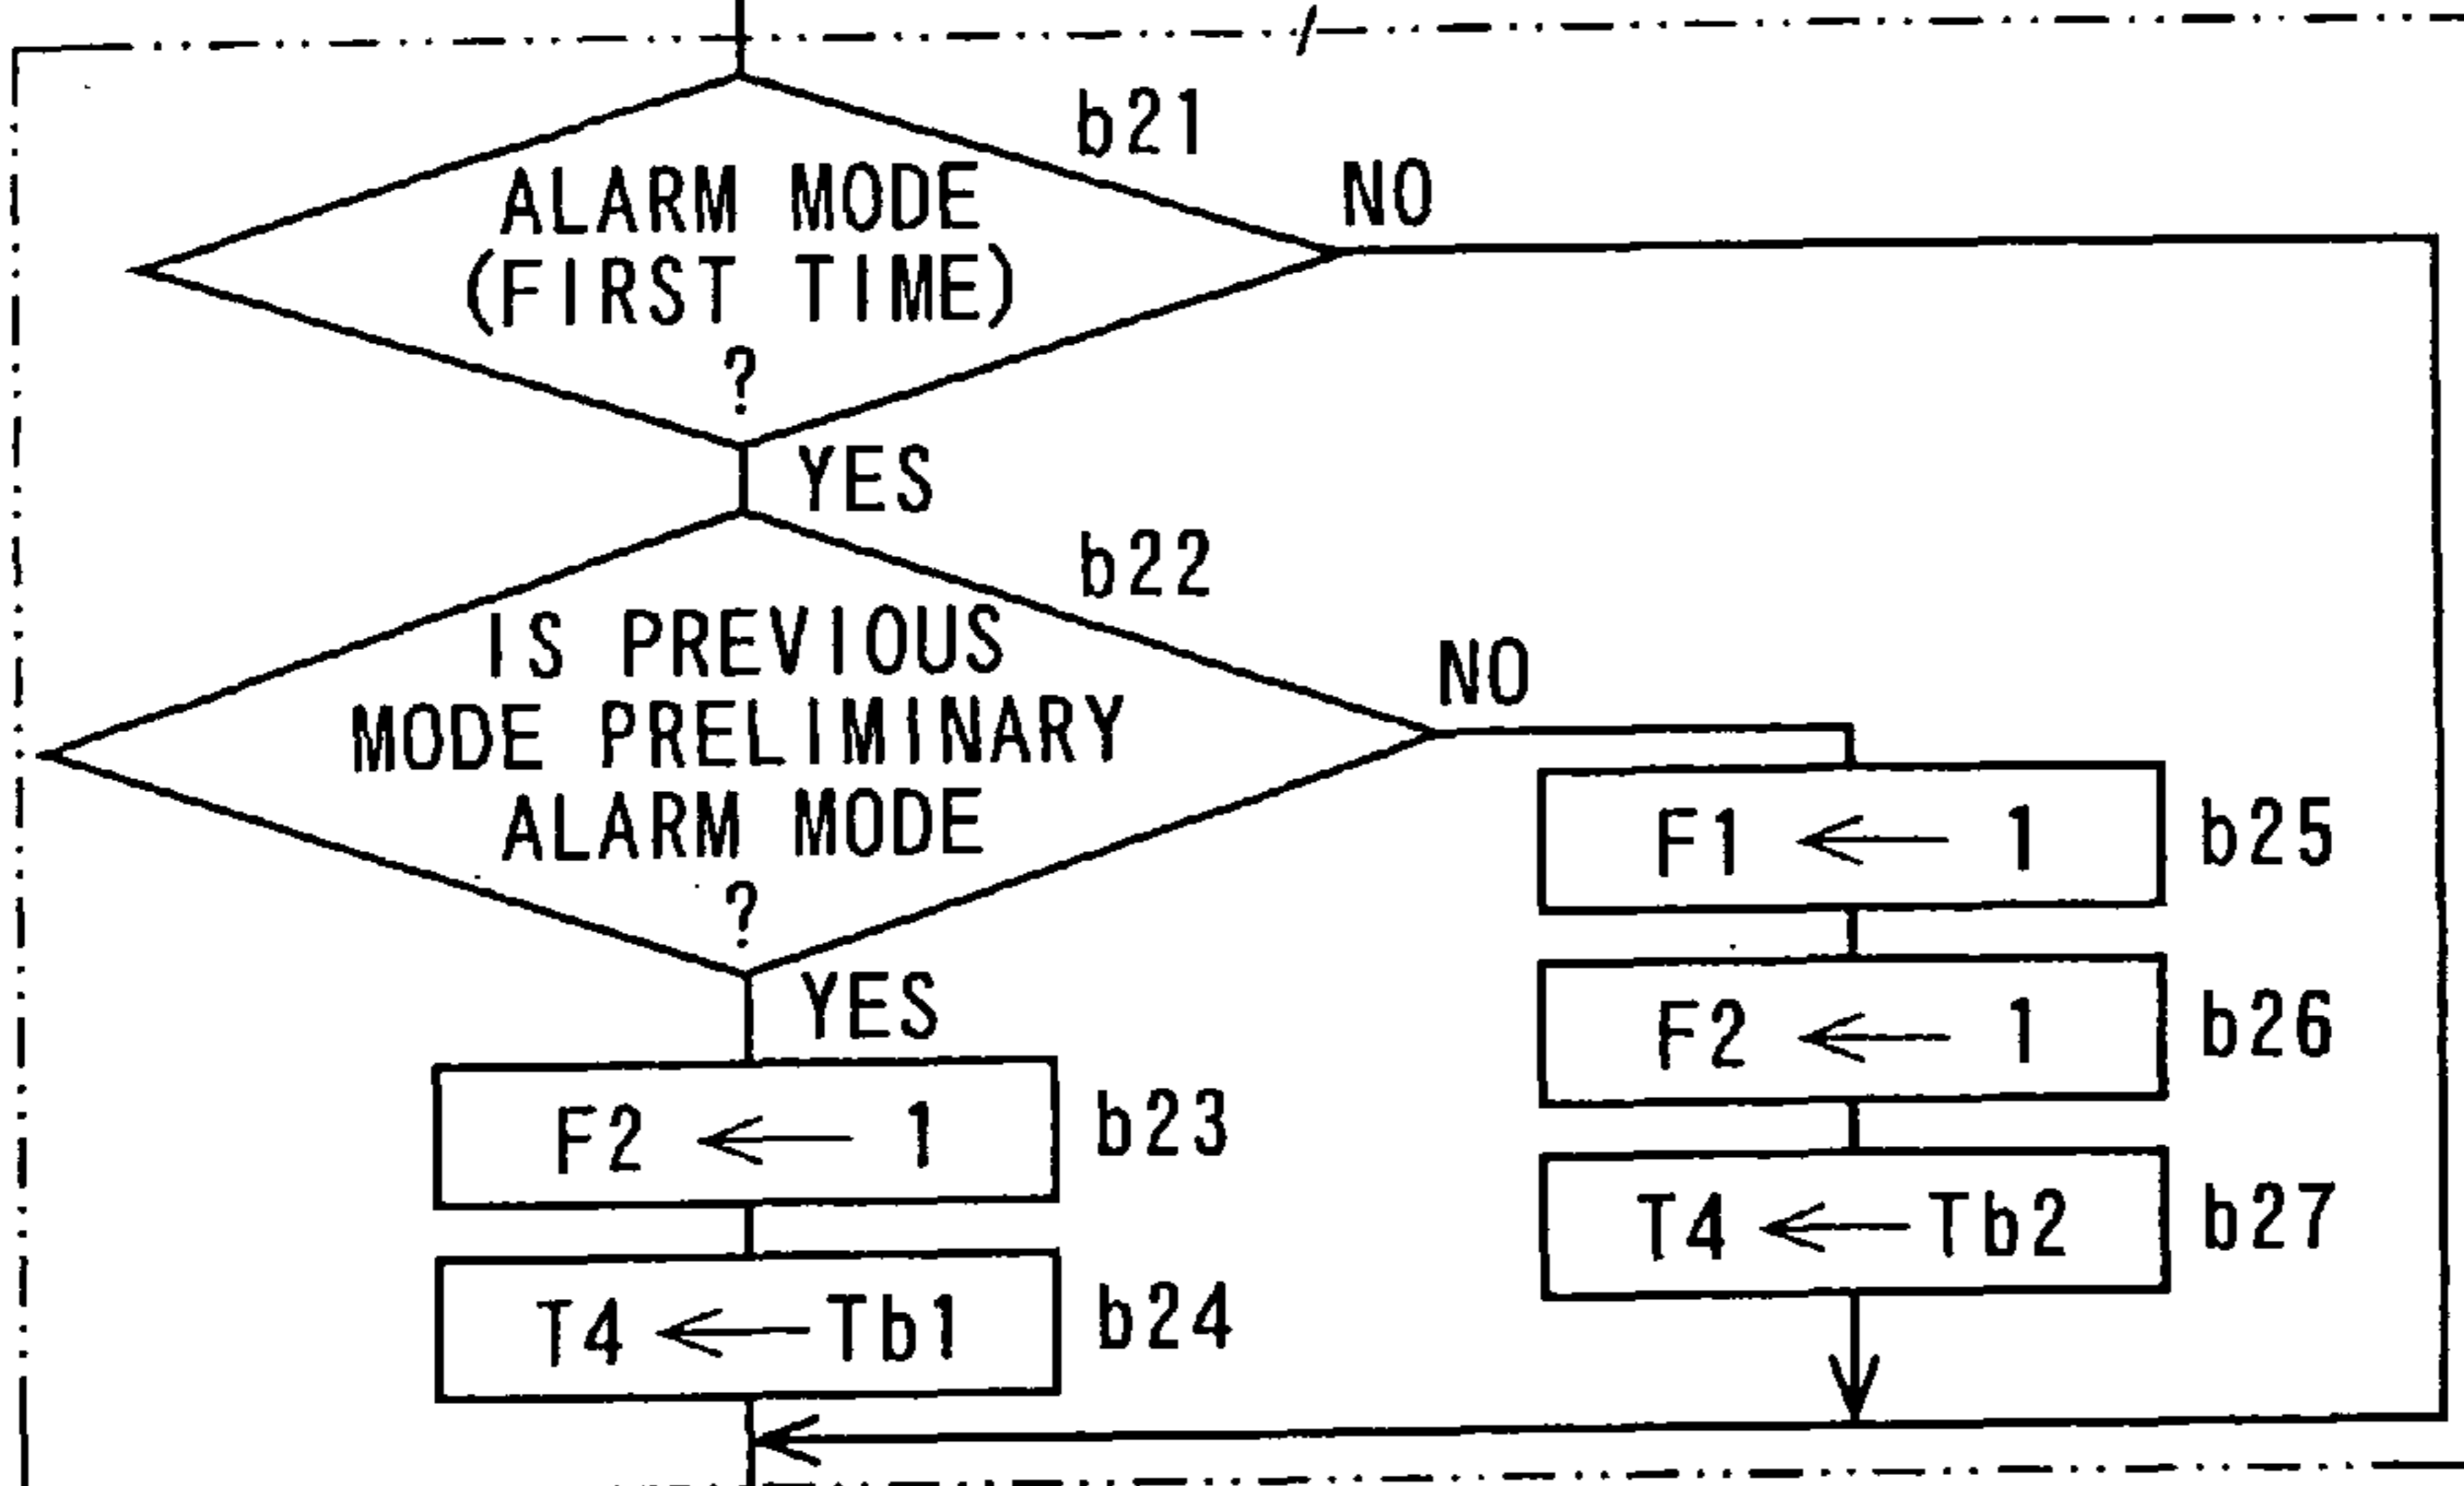 b21
ALARM MODE
(FIRST TIME)
?
NO
YES
b22
IS PREVIOUS
MODE PRELIMINARY
ALARM MODE
?
NO
YES
F1 ← 1 b25
F2 ← 1 b26
F2 ← 1 b23
T4 ← Tb2 b27
T4 ← Tb1 b24